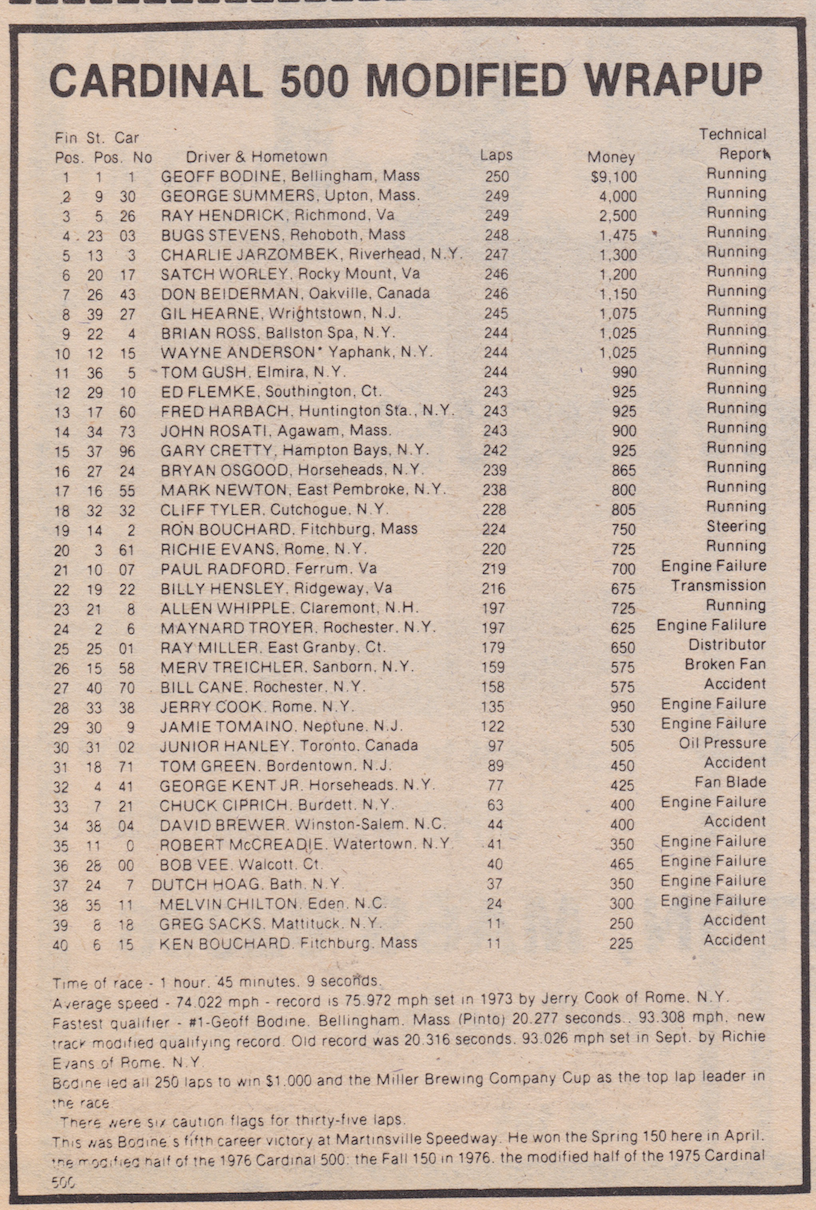 CARDINAL 500 MODIFIED WRAPUP
Fin St. Car Technical
Pos. Pos. No Driver & Hometown Laps Money Report
1 1 1 GEOFF BODINE, Bellingham, Mass 250 $9,100 Running
2 9 30 GEORGE SUMMERS, Upton, Mass. 249 4,000 Running
3 5 26 RAY HENDRICK, Richmond, Va 249 2,500 Running
4 23 03 BUGS STEVENS, Rehoboth, Mass 248 1,475 Running
5 13 3 CHARLIE JARZOMBEK, Riverhead, N.Y. 247 1,300 Running
6 20 17 SATCH WORLEY, Rocky Mount, Va 246 1,200 Running
7 26 43 DON BEIDERMAN, Oakville, Canada 246 1,150 Running
8 39 27 GIL HEARNE, Wrightstown, N.J. 245 1,075 Running
9 22 4 BRIAN ROSS, Ballston Spa, N.Y. 244 1,025 Running
10 12 15 WAYNE ANDERSON* Yaphank, N.Y. 244 1,025 Running
11 36 5 TOM GUSH, Elmira, N.Y. 244 990 Running
12 29 10 ED FLEMKE, Southington, Ct. 243 925 Running
13 17 60 FRED HARBACH, Huntington Sta., N.Y. 243 925 Running
14 34 73 JOHN ROSATI, Agawam, Mass. 243 900 Running
15 37 96 GARY CRETTY, Hampton Bays, N.Y. 242 925 Running
16 27 24 BRYAN OSGOOD, Horseheads, N.Y. 239 865 Running
17 16 55 MARK NEWTON, East Pembroke, N.Y. 238 800 Running
18 32 32 CLIFF TYLER, Cutchogue, N.Y. 228 805 Running
19 14 2 RON BOUCHARD, Fitchburg, Mass 224 750 Steering
20 3 61 RICHIE EVANS, Rome, N.Y. 220 725 Running
21 10 07 PAUL RADFORD, Ferrum, Va 219 700 Engine Failure
22 19 22 BILLY HENSLEY, Ridgeway, Va 216 675 Transmission
23 21 8 ALLEN WHIPPLE, Claremont, N.H. 197 725 Running
24 2 6 MAYNARD TROYER, Rochester, N.Y. 197 625 Engine Falilure
25 25 01 RAY MILLER, East Granby, Ct. 179 650 Distributor
26 15 58 MERV TREICHLER, Sanborn, N.Y. 159 575 Broken Fan
27 40 70 BILL CANE, Rochester, N.Y. 158 575 Accident
28 33 38 JERRY COOK, Rome, N.Y. 135 950 Engine Failure
29 30 9 JAMIE TOMAINO, Neptune, N.J. 122 530 Engine Failure
30 31 02 JUNIOR HANLEY, Toronto, Canada 97 505 Oil Pressure
31 18 71 TOM GREEN, Bordentown, N.J. 89 450 Accident
32 4 41 GEORGE KENT JR. Horseheads, N.Y. 77 425 Fan Blade
33 7 21 CHUCK CIPRICH, Burdett, N.Y. 63 400 Engine Failure
34 38 04 DAVID BREWER, Winston-Salem, N.C. 44 400 Accident
35 11 0 ROBERT McCREADIE, Watertown, N.Y 41 350 Engine Failure
36 28 00 BOB VEE, Walcott, Ct. 40 465 Engine Failure
37 24 7 DUTCH HOAG, Bath, N.Y. 37 350 Engine Failure
38 35 11 MELVIN CHILTON, Eden, N.C. 24 300 Engine Failure
39 8 18 GREG SACKS, Mattituck, N.Y. 11 250 Accident
40 6 15 KEN BOUCHARD, Fitchburg, Mass 11 225 Accident
Time of race - 1 hour, 45 minutes, 9 seconds.
Average speed - 74.022 mph - record is 75.972 mph set in 1973 by Jerry Cook of Rome, N.Y.
Fastest qualifier - #1-Geoff Bodine, Bellingham, Mass (Pinto) 20.277 seconds., 93.308 mph, new
track modified qualifying record. Old record was 20.316 seconds, 93.026 mph set in Sept. by Richie
Evans of Rome, N.Y.
Bodine led all 250 laps to win $1,000 and the Miller Brewing Company Cup as the top lap leader in
the race.
There were six caution flags for thirty-five laps.
This was Bodine's fifth career victory at Martinsville Speedway. He won the Spring 150 here in April,
the modified half of the 1976 Cardinal 500; the Fall 150 in 1976, the modified half of the 1975 Cardinal
500.